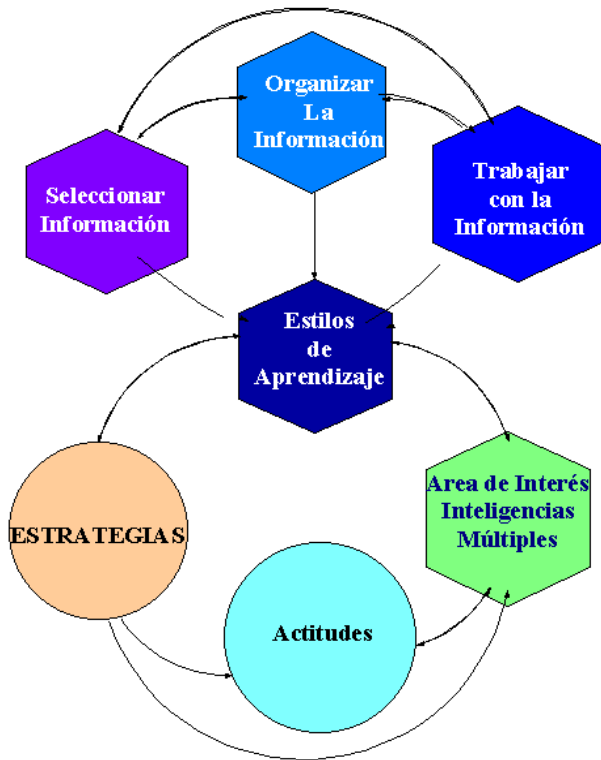 Organizar
La
Información
Seleccionar
Información
Trabajar
con la
Información
Estilos
de
Aprendizaje
Area de Interés
Inteligencias
Múltiples
ESTRATEGIAS
Actitudes